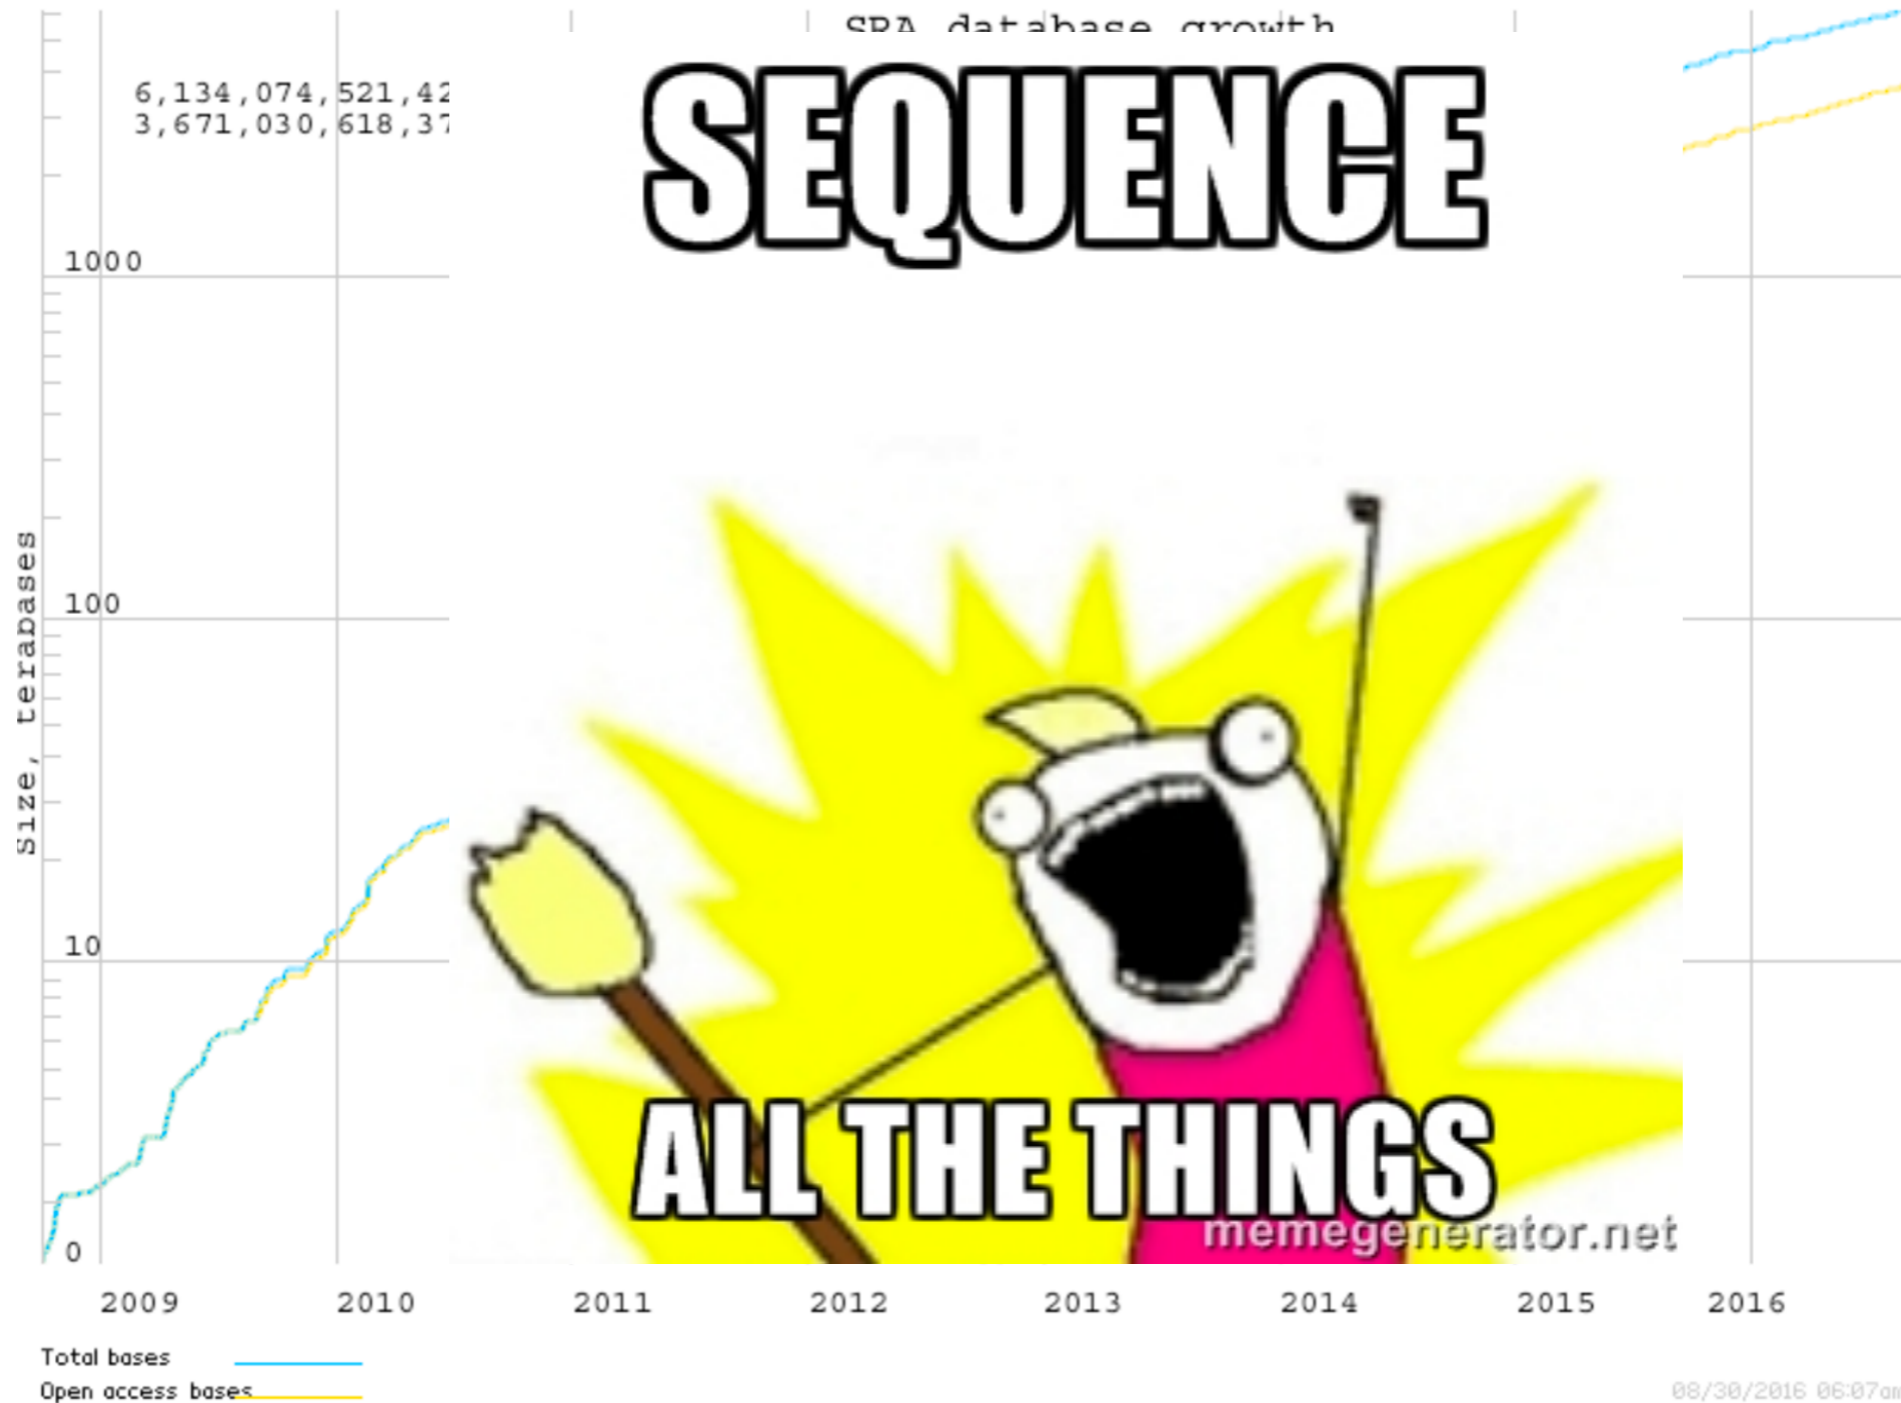 SRA database growth
6,134,074,521,42
3,671,030,618,37
SEQUENCE
1000
100
10
0
Size, terabases
ALL THE THINGS
memegenerator.net
2009 2010 2011 2012 2013 2014 2015 2016
Total bases
Open access bases
08/30/2016 06:07am